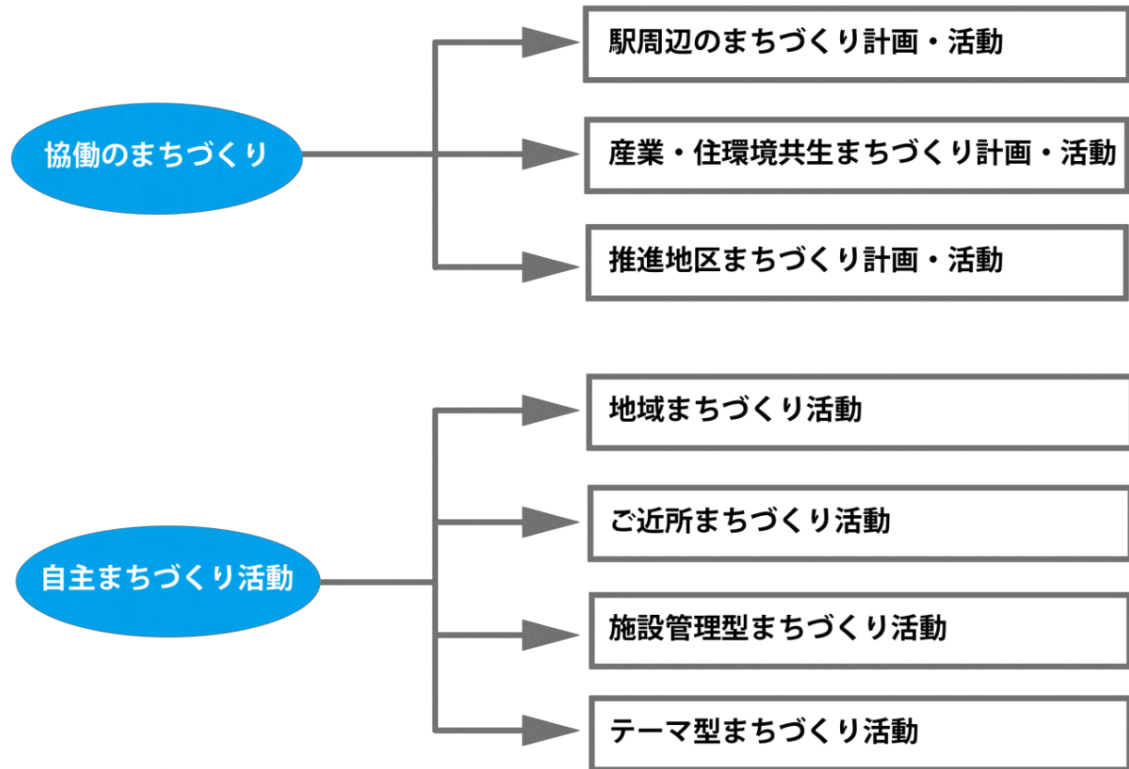 協働のまちづくり
駅周辺のまちづくり計画・活動
産業・住環境共生まちづくり計画・活動
推進地区まちづくり計画・活動
自主まちづくり活動
地域まちづくり活動
ご近所まちづくり活動
施設管理型まちづくり活動
テーマ型まちづくり活動